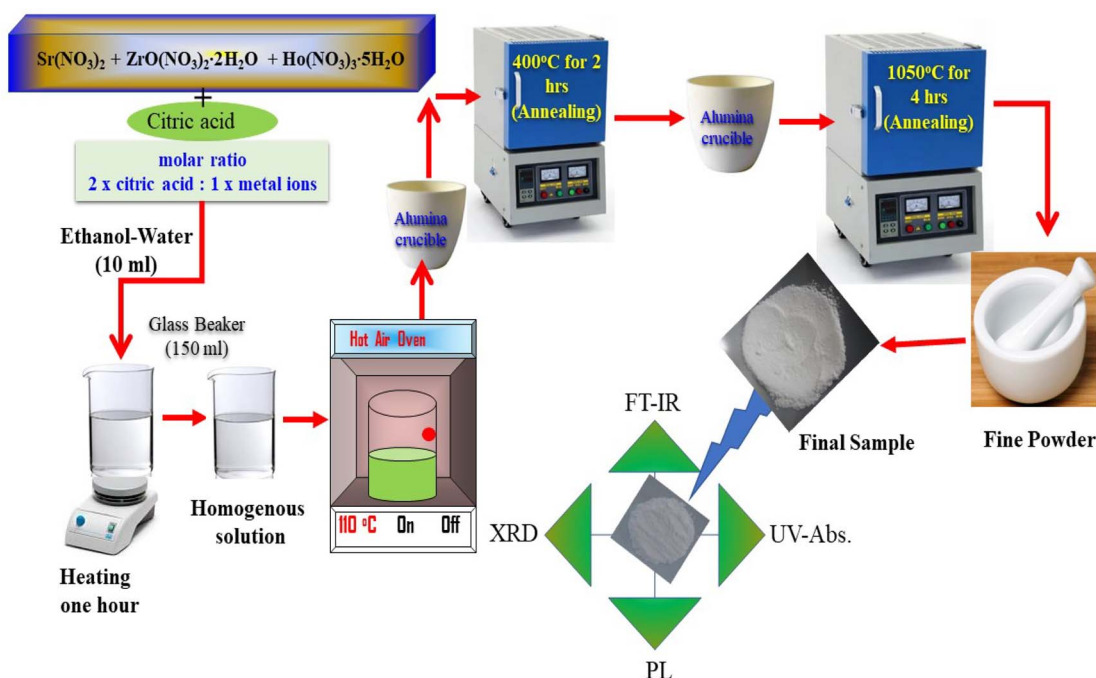 Sr(NO₃)₂ + ZrO(NO₃)₂·2H₂O + Ho(NO₃)₃·5H₂O
+
Citric acid
molar ratio
2 x citric acid : 1 x metal ions
Ethanol-Water
(10 ml)
Glass Beaker
(150 ml)
Heating
one hour
Homogenous
solution
Hot Air Oven
110 ºC On Off
Alumina
crucible
400ºC for 2
hrs
(Annealing)
Alumina
crucible
1050ºC for
4 hrs
(Annealing)
Fine Powder
Final Sample
FT-IR
XRD
UV-Abs.
PL